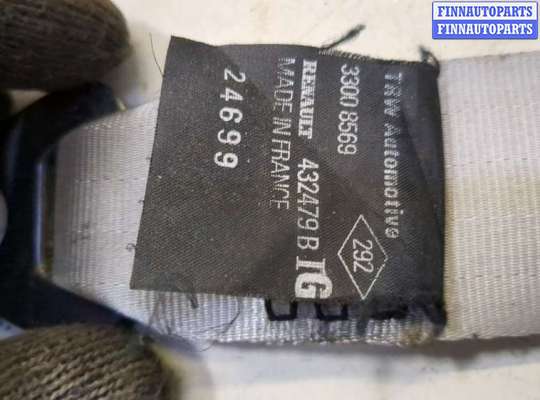 FINNAUTOPARTS
FINNAUTOPARTS
TRW Automotive
3300 8569
292
RENAULT 432479 B IG
MADE IN FRANCE
24699